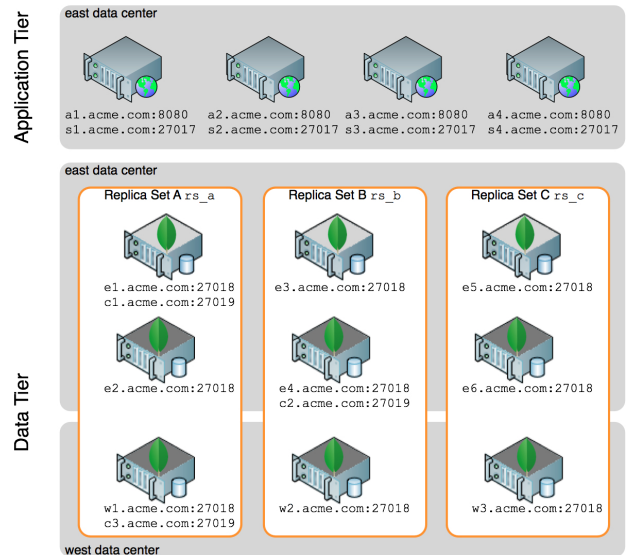 Application Tier
east data center
a1.acme.com:8080
s1.acme.com:27017
a2.acme.com:8080
s2.acme.com:27017
a3.acme.com:8080
s3.acme.com:27017
a4.acme.com:8080
s4.acme.com:27017
Data Tier
east data center
Replica Set A rs_a
e1.acme.com:27018
c1.acme.com:27019
e2.acme.com:27018
w1.acme.com:27018
c3.acme.com:27019
Replica Set B rs_b
e3.acme.com:27018
e4.acme.com:27018
c2.acme.com:27019
w2.acme.com:27018
Replica Set C rs_c
e5.acme.com:27018
e6.acme.com:27018
w3.acme.com:27018
west data center